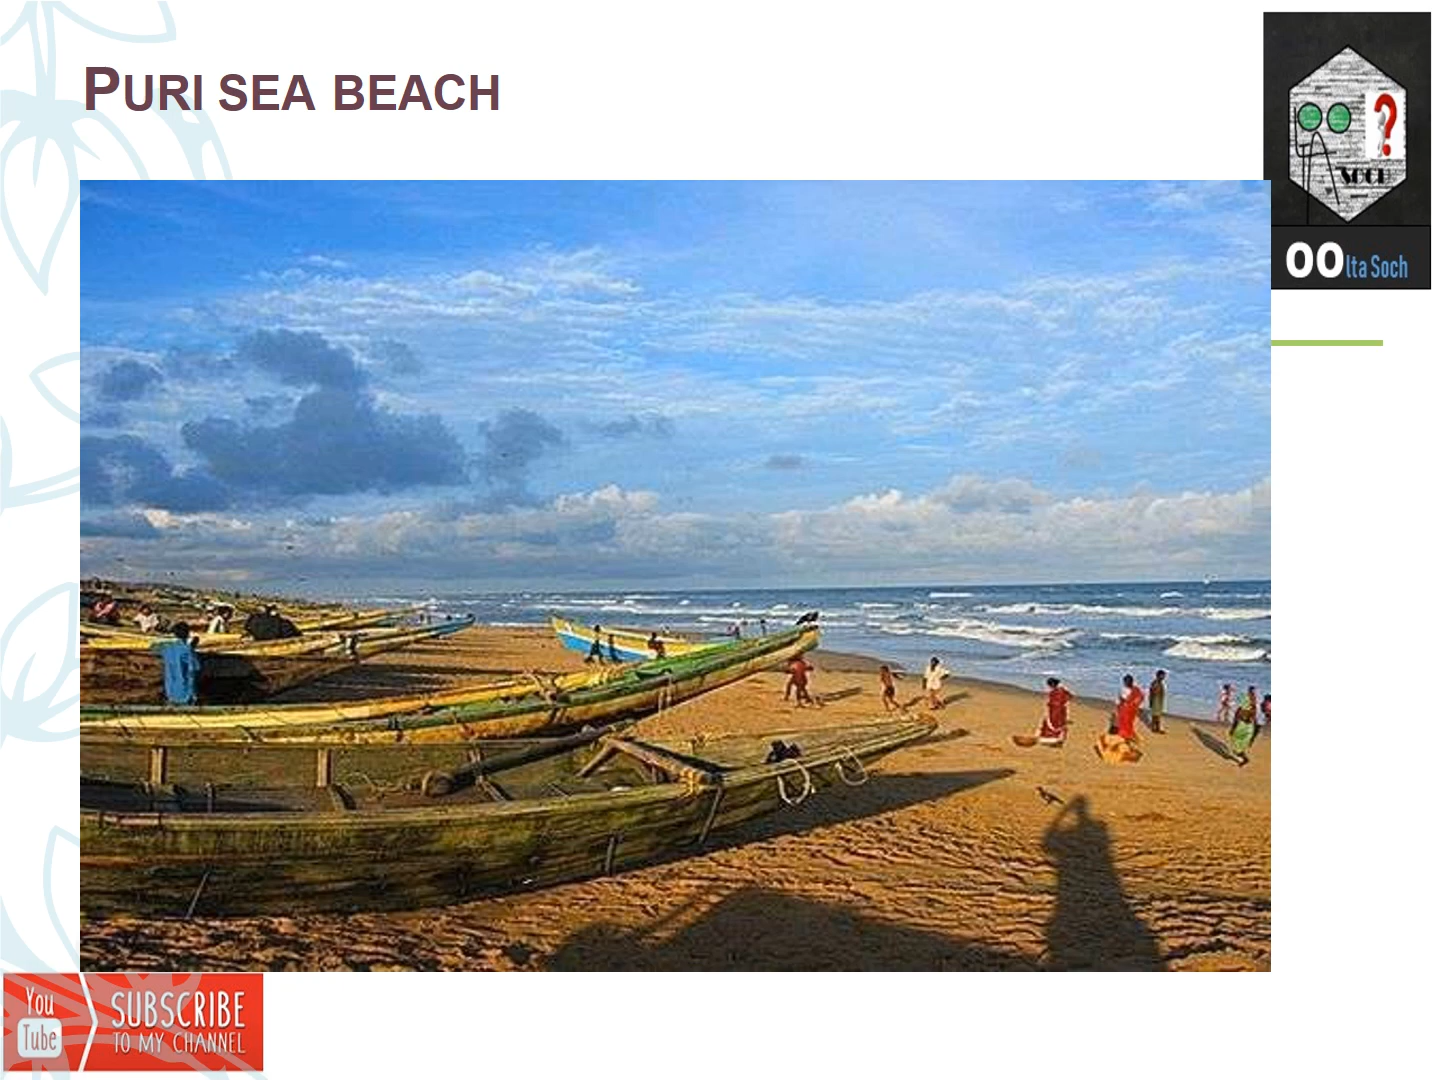 PURI SEA BEACH
?
SOCH
OOlta Soch
You
Tube
SUBSCRIBE
TO MY CHANNEL